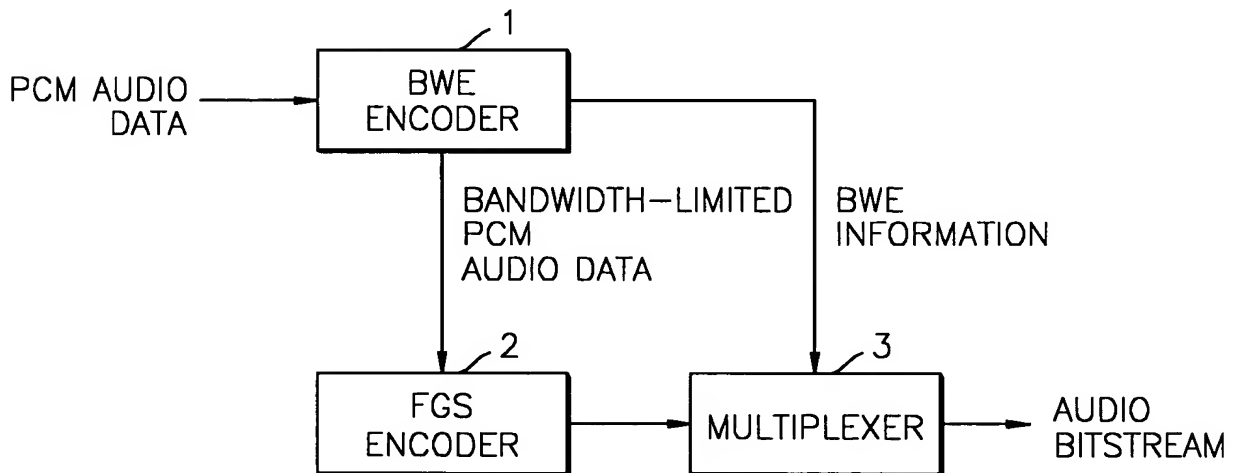 1
PCM AUDIO
DATA
BWE
ENCODER
BANDWIDTH-LIMITED
PCM
AUDIO DATA
BWE
INFORMATION
2
FGS
ENCODER
3
MULTIPLEXER
AUDIO
BITSTREAM